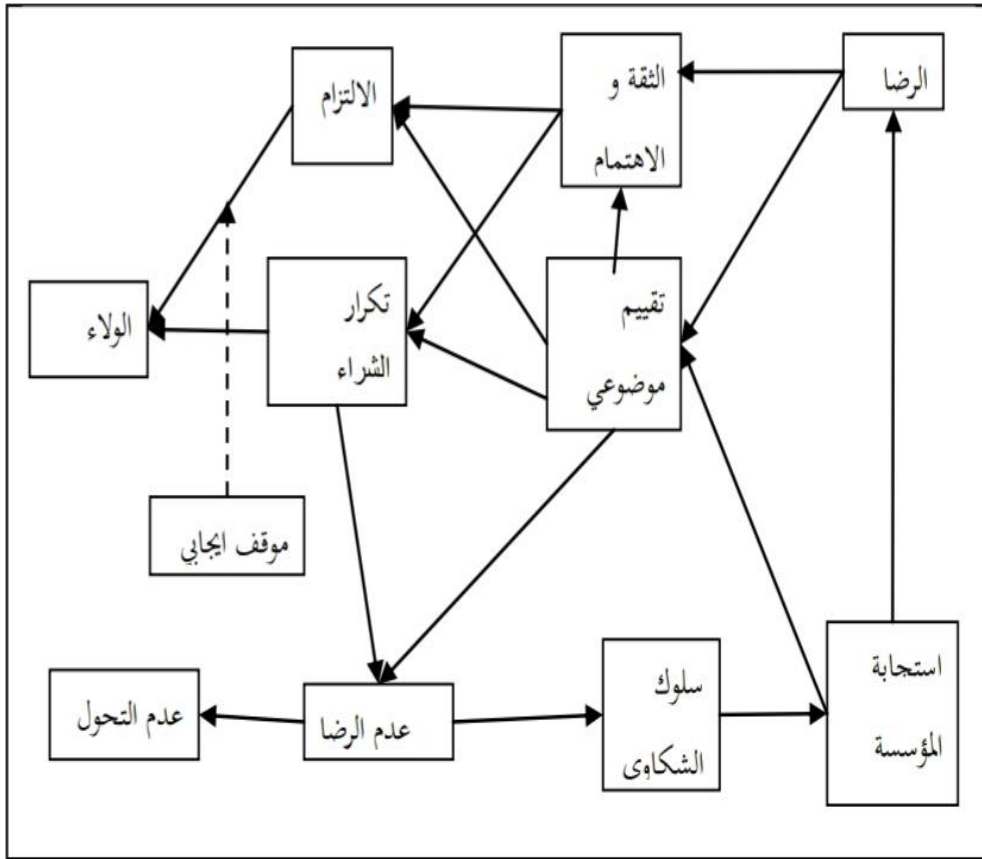 الرضا
الثقة و
الاهتمام
الالتزام
تقييم
موضوعي
تكرار
الشراء
الولاء
موقف ايجابي
استجابة
المؤسسة
سلوك
الشكاوى
عدم الرضا
عدم التحول